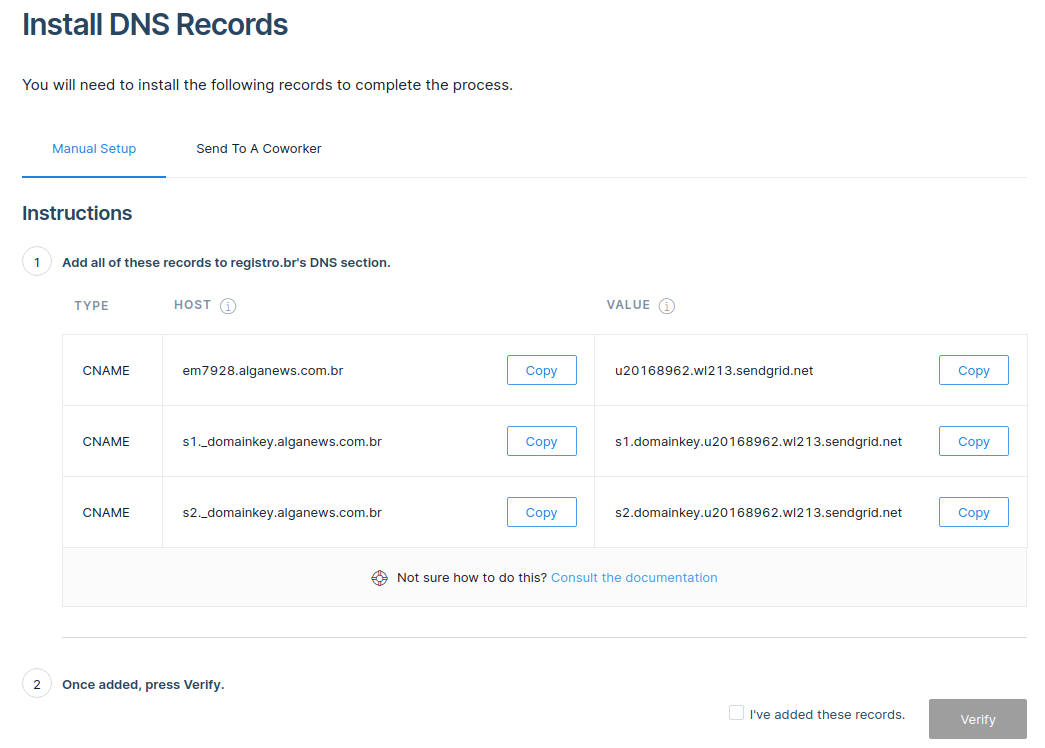 Install DNS Records
You will need to install the following records to complete the process.
Manual Setup Send To A Coworker
Instructions
1 Add all of these records to registro.br's DNS section.
TYPE HOST VALUE
CNAME em7928.alganews.com.br Copy u20168962.wl213.sendgrid.net Copy
CNAME s1._domainkey.alganews.com.br Copy s1.domainkey.u20168962.wl213.sendgrid.net Copy
CNAME s2._domainkey.alganews.com.br Copy s2.domainkey.u20168962.wl213.sendgrid.net Copy
Not sure how to do this? Consult the documentation
2 Once added, press Verify.
I've added these records. Verify